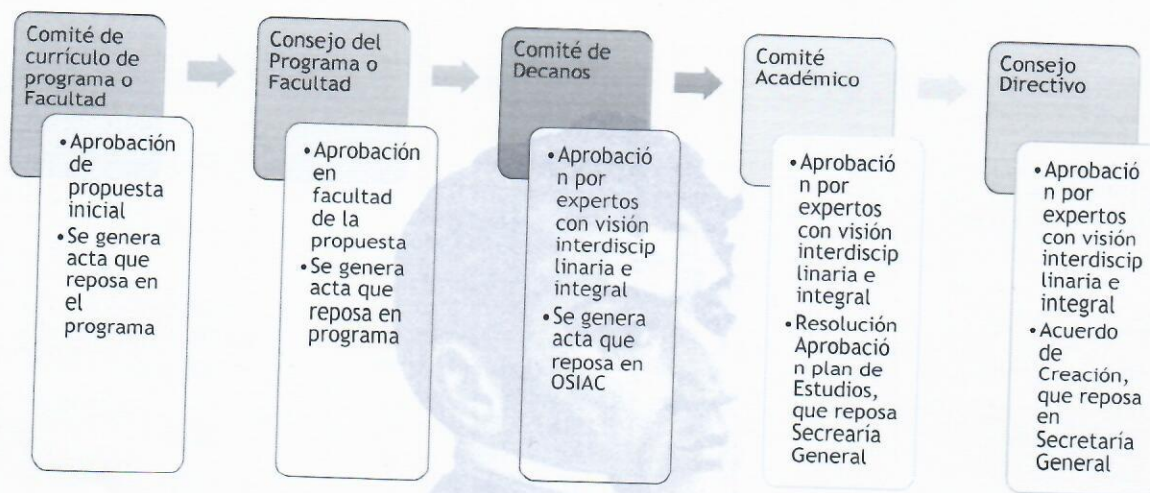 Comité de
currículo de
programa o
Facultad
•Aprobación
de
propuesta
inicial
•Se genera
acta que
reposa en
el
programa
Consejo del
Programa o
Facultad
•Aprobación
en
facultad
de la
propuesta
•Se genera
acta que
reposa en
programa
Comité de
Decanos
•Aprobació
n por
expertos
con visión
interdiscip
linaria e
integral
•Se genera
acta que
reposa en
OSIAC
Comité
Académico
•Aprobació
n por
expertos
con visión
interdiscip
linaria e
integral
•Resolución
Aprobació
n plan de
Estudios,
que reposa
Secrearía
General
Consejo
Directivo
•Aprobació
n por
expertos
con visión
interdiscip
linaria e
integral
•Acuerdo
de
Creación,
que reposa
en
Secretaría
General